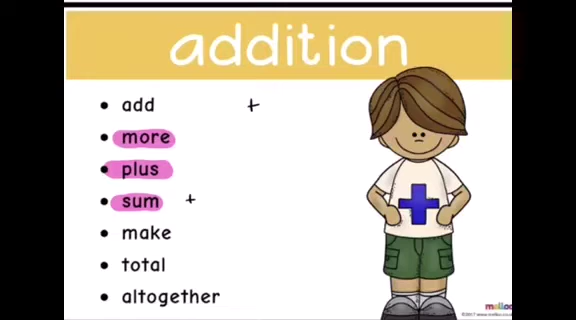 addition
• add +
• more
• plus
• sum +
• make
• total
• altogether